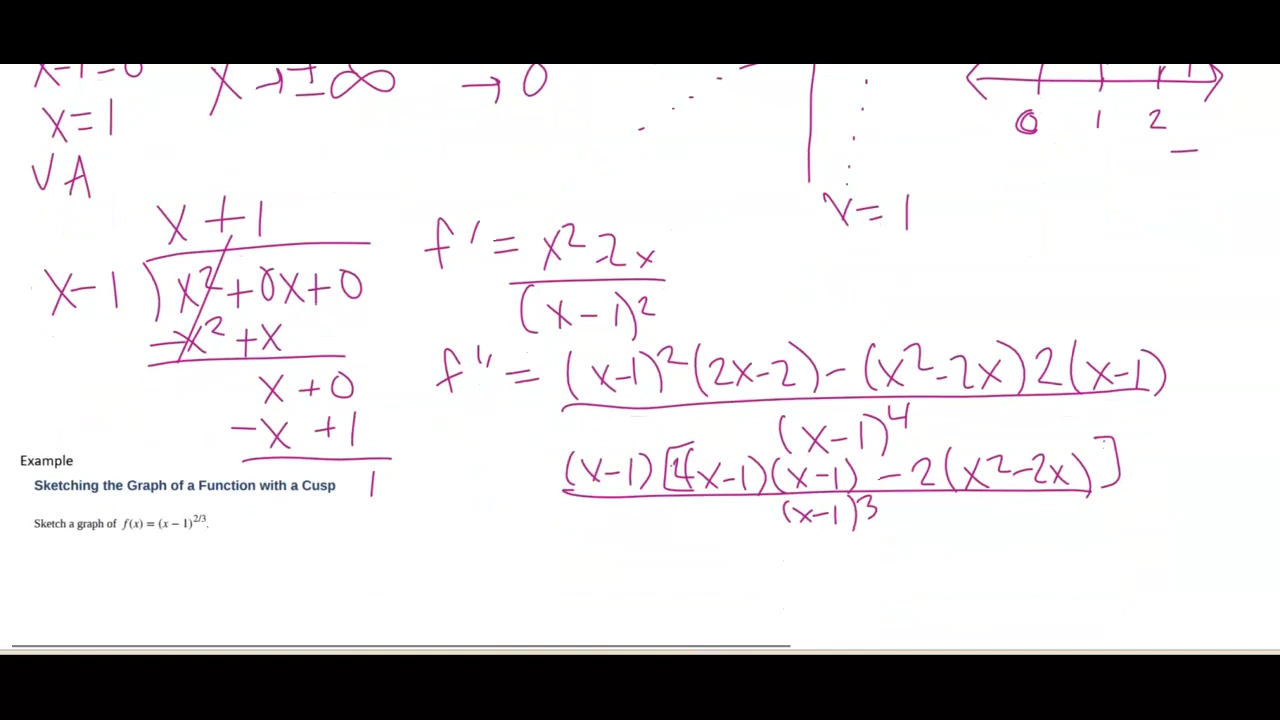 x-1=0
x→±∞ →0
x=1
VA
0 1 2
−
x=1
x+1
x-1 ) x²+0x+0
-x²+x
x+0
-x+1
1
f' = x²-2x
(x-1)²
f'' = (x-1)²(2x-2)-(x²-2x)2(x-1)
(x-1)⁴
(x-1)[2(x-1)(x-1)-2(x²-2x)]
(x-1)³
Example
Sketching the Graph of a Function with a Cusp
Sketch a graph of f(x) = (x − 1)^{2/3}.